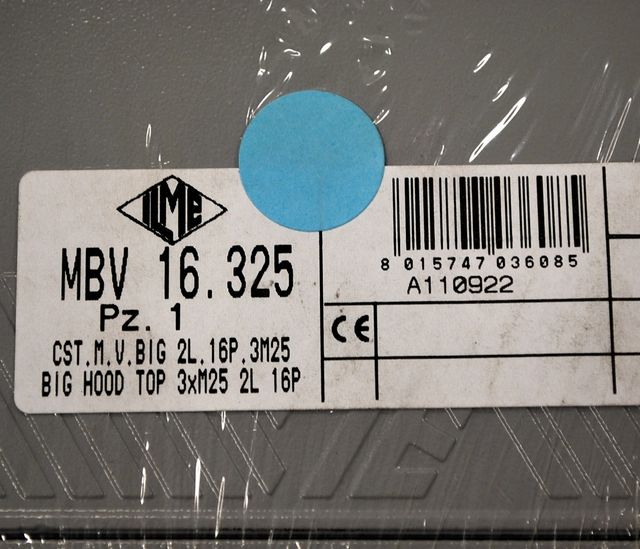 ILME
MBV 16.325
Pz. 1
CST.M.V.BIG 2L.16P.3M25
BIG HOOD TOP 3xM25 2L 16P
8 015747 036085
A110922
CE